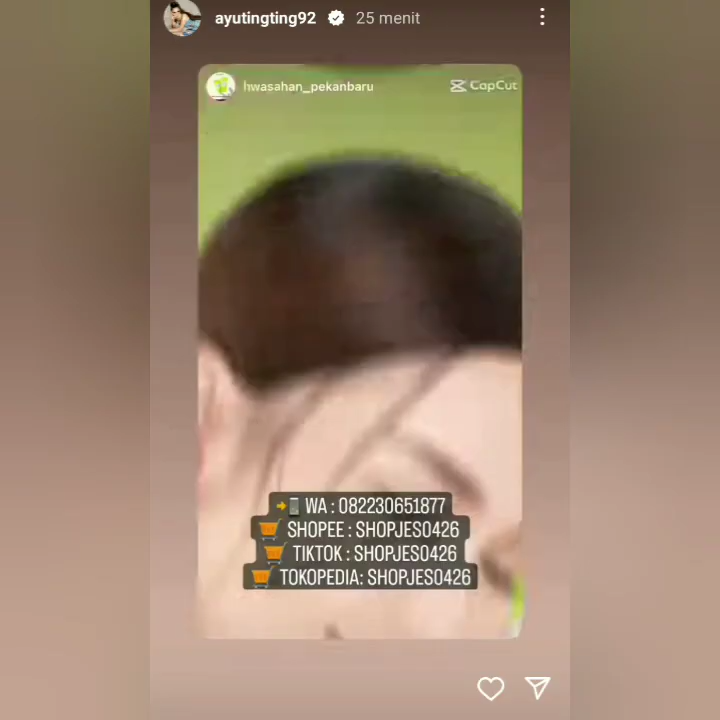 ayutingting92 25 menit
hwasahan_pekanbaru
CapCut
WA : 082230651877
SHOPEE : SHOPJES0426
TIKTOK : SHOPJES0426
TOKOPEDIA: SHOPJES0426